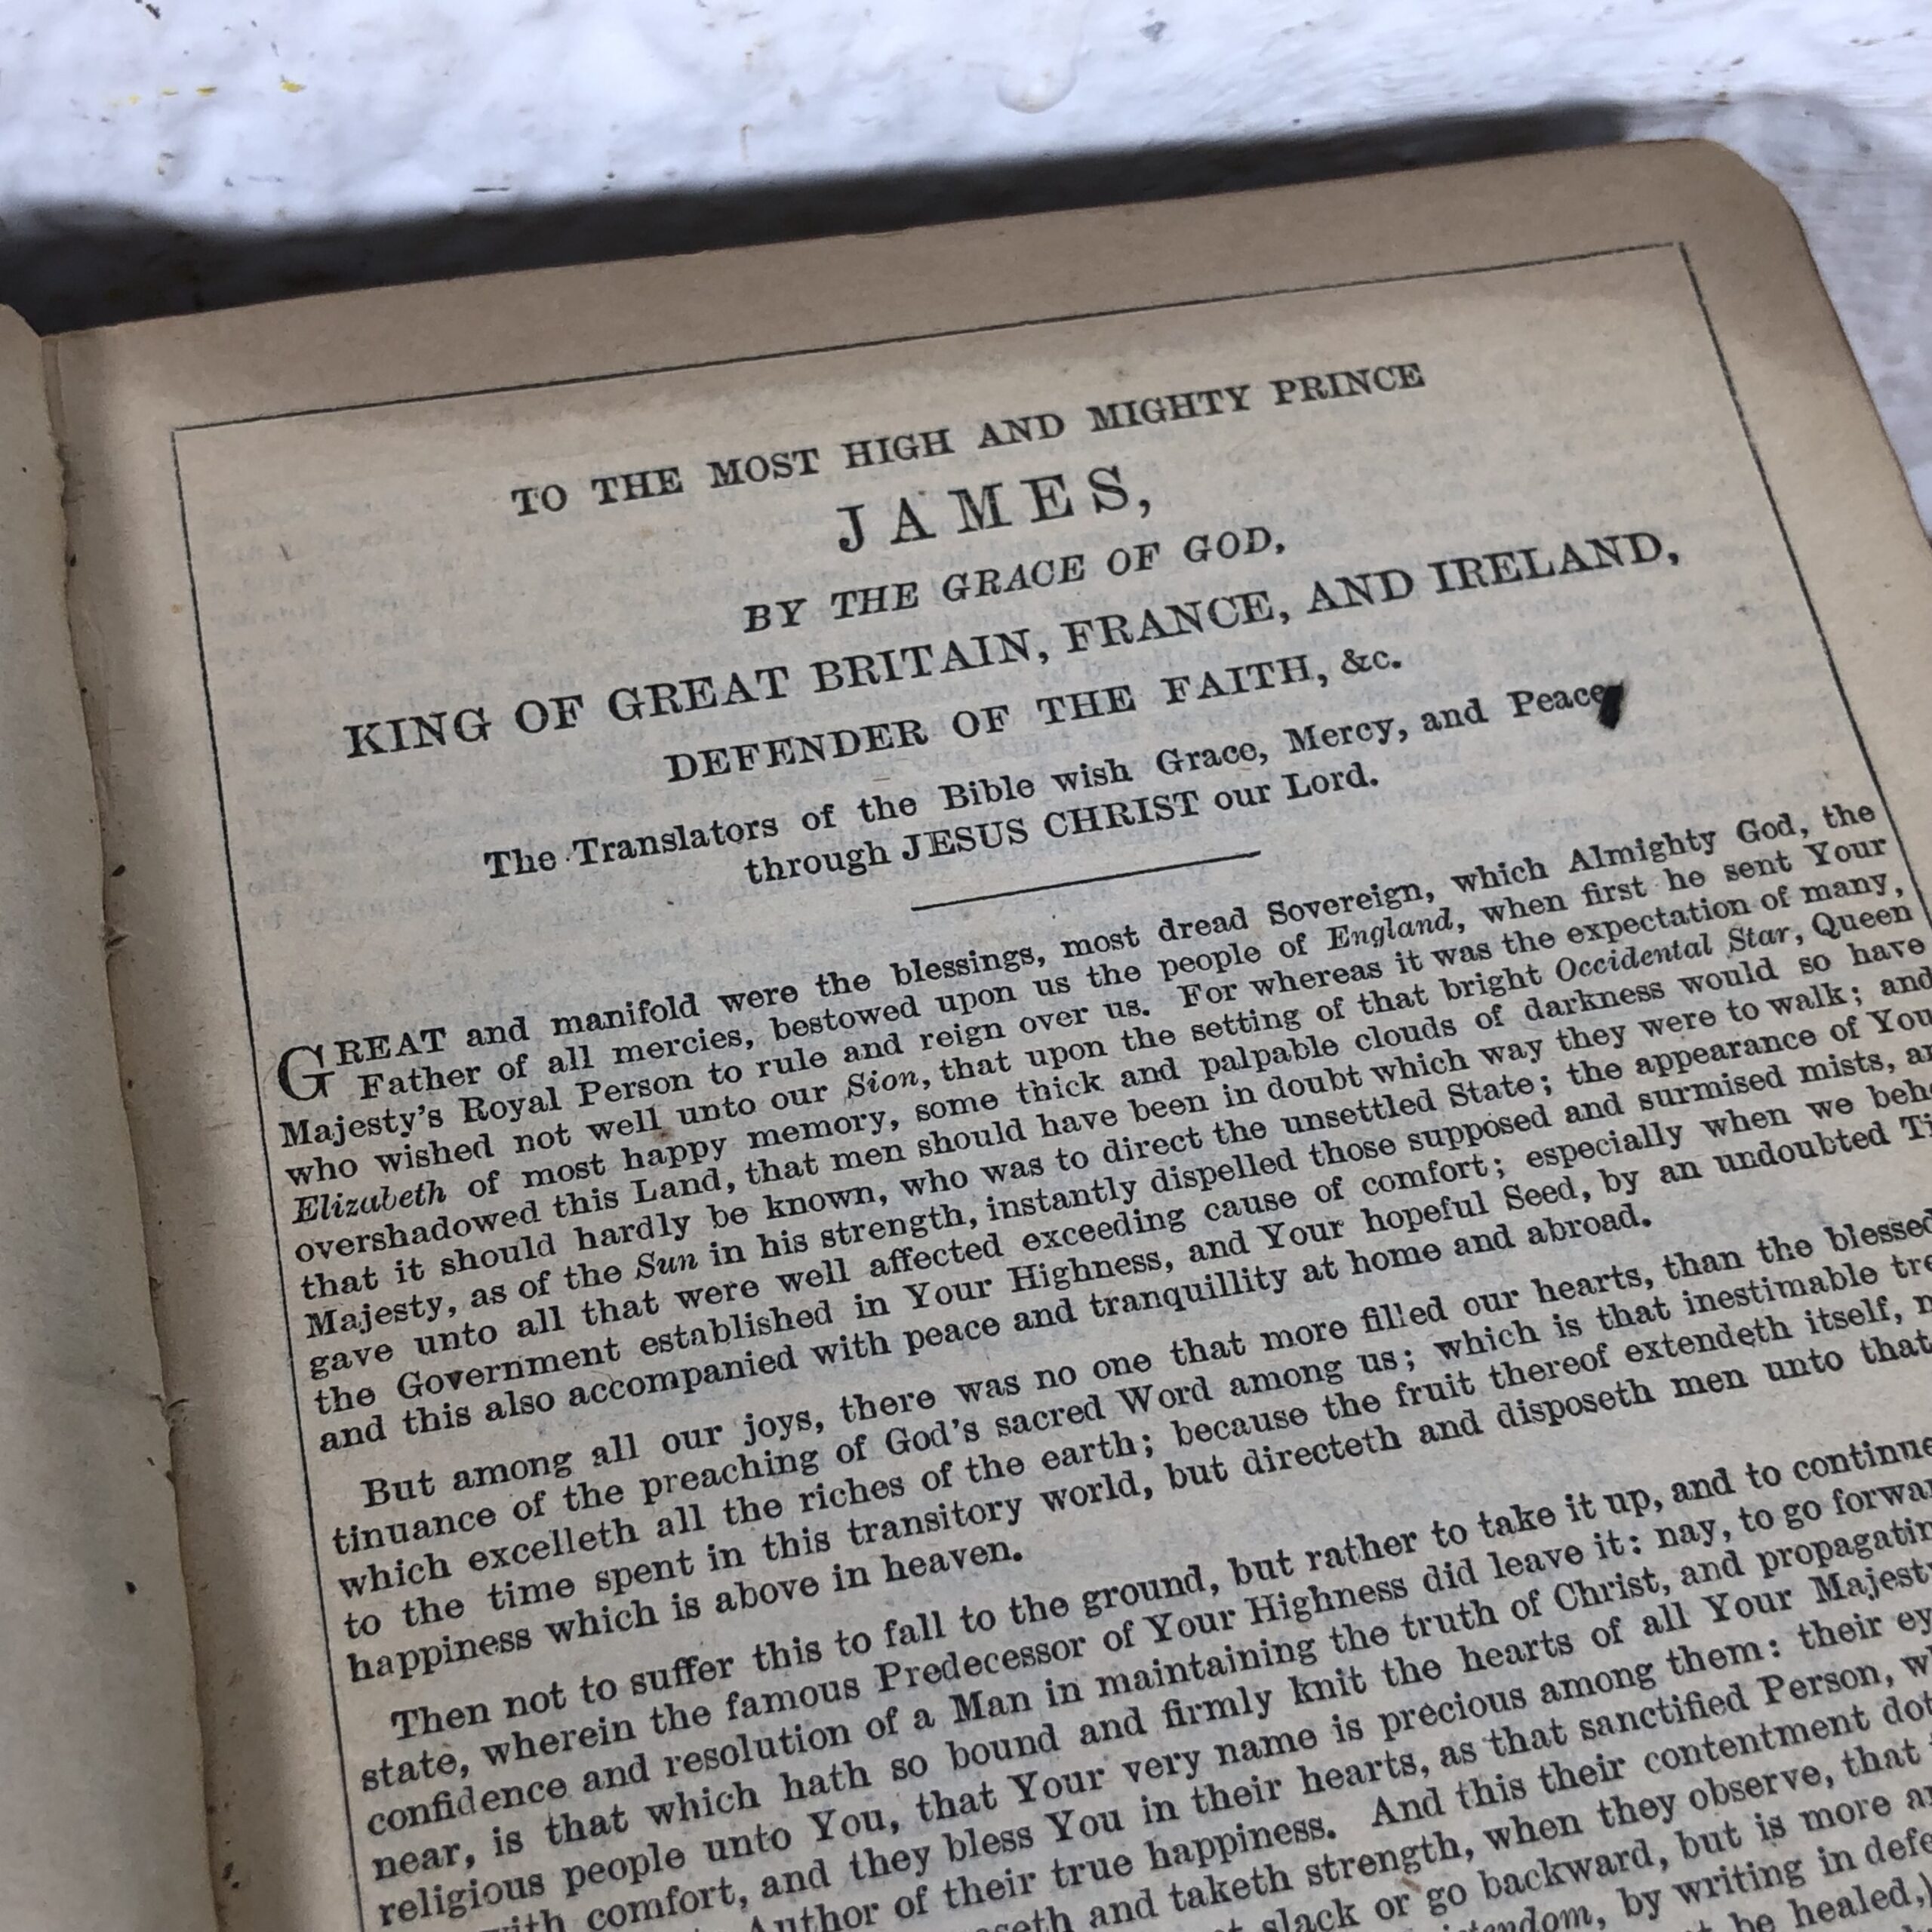 TO THE MOST HIGH AND MIGHTY PRINCE
JAMES,
BY THE GRACE OF GOD,
KING OF GREAT BRITAIN, FRANCE, AND IRELAND,
DEFENDER OF THE FAITH, &c.
The Translators of the Bible wish Grace, Mercy, and Peace
through JESUS CHRIST our Lord.
GREAT and manifold were the blessings, most dread Sovereign, which Almighty God, the
Father of all mercies, bestowed upon us the people of England, when first he sent Your
Majesty's Royal Person to rule and reign over us. For whereas it was the expectation of many,
who wished not well unto our Sion, that upon the setting of that bright Occidental Star, Queen
Elizabeth of most happy memory, some thick and palpable clouds of darkness would so have
overshadowed this Land, that men should have been in doubt which way they were to walk; and
that it should hardly be known, who was to direct the unsettled State; the appearance of You
Majesty, as of the Sun in his strength, instantly dispelled those supposed and surmised mists, an
gave unto all that were well affected exceeding cause of comfort; especially when we beh
the Government established in Your Highness, and Your hopeful Seed, by an undoubted Ti
and this also accompanied with peace and tranquillity at home and abroad.
But among all our joys, there was no one that more filled our hearts, than the blessed
tinuance of the preaching of God's sacred Word among us; which is that inestimable tre
which excelleth all the riches of the earth; because the fruit thereof extendeth itself, n
to the time spent in this transitory world, but directeth and disposeth men unto that
happiness which is above in heaven.
Then not to suffer this to fall to the ground, but rather to take it up, and to continue
state, wherein the famous Predecessor of Your Highness did leave it: nay, to go forwar
confidence and resolution of a Man in maintaining the truth of Christ, and propagatin
near, is that which hath so bound and firmly knit the hearts of all Your Majesty
religious people unto You, that Your very name is precious among them: their ey
with comfort, and they bless You in their hearts, as that sanctified Person, w
Author of their true happiness. And this their contentment dot
and taketh strength, when they observe, that
slack or go backward, but is more a
by writing in defe
be healed,